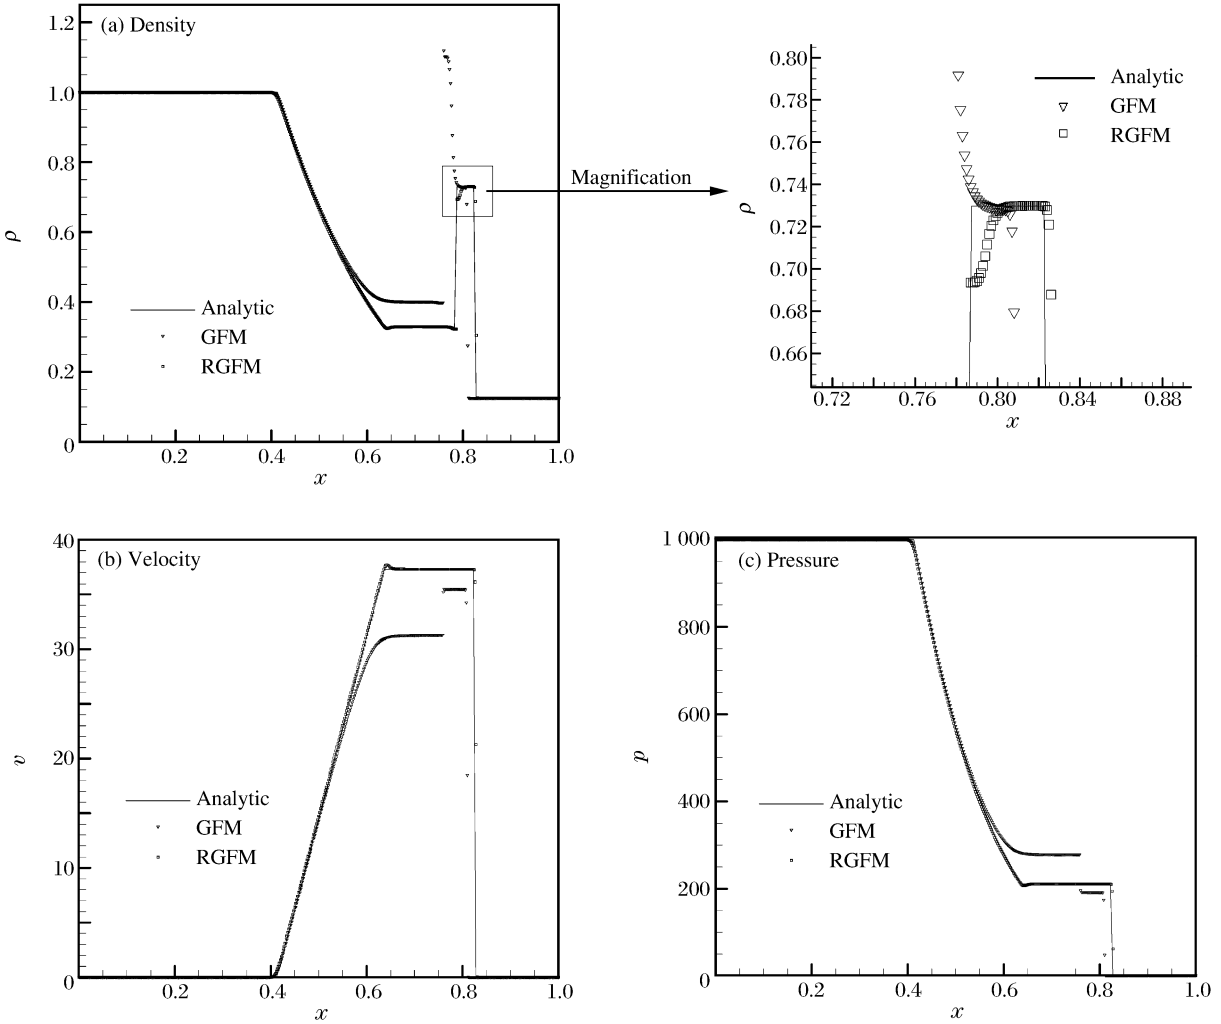 (a) Density
1.2
1.0
0.8
0.6
0.4
0.2
0
ρ
Analytic
GFM
RGFM
0.2 0.4 0.6 0.8 1.0
x
Magnification
0.80
0.78
0.76
0.74
0.72
0.70
0.68
0.66
ρ
Analytic
GFM
RGFM
0.72 0.76 0.80 0.84 0.88
x
(b) Velocity
40
30
20
10
0
v
Analytic
GFM
RGFM
0.2 0.4 0.6 0.8 1.0
x
(c) Pressure
1 000
800
600
400
200
0
p
Analytic
GFM
RGFM
0.2 0.4 0.6 0.8 1.0
x